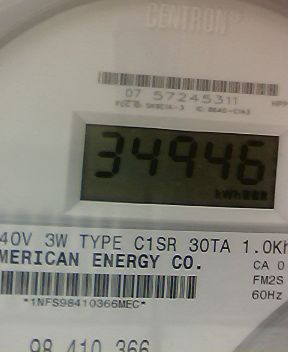 CENTRON®
07 57245311
34946
kWh
40V 3W TYPE C1SR 30TA 1.0Kh
MERICAN ENERGY CO.
CA 0
FM2S
60Hz
*1NFS98410366MEC*
98 410 366